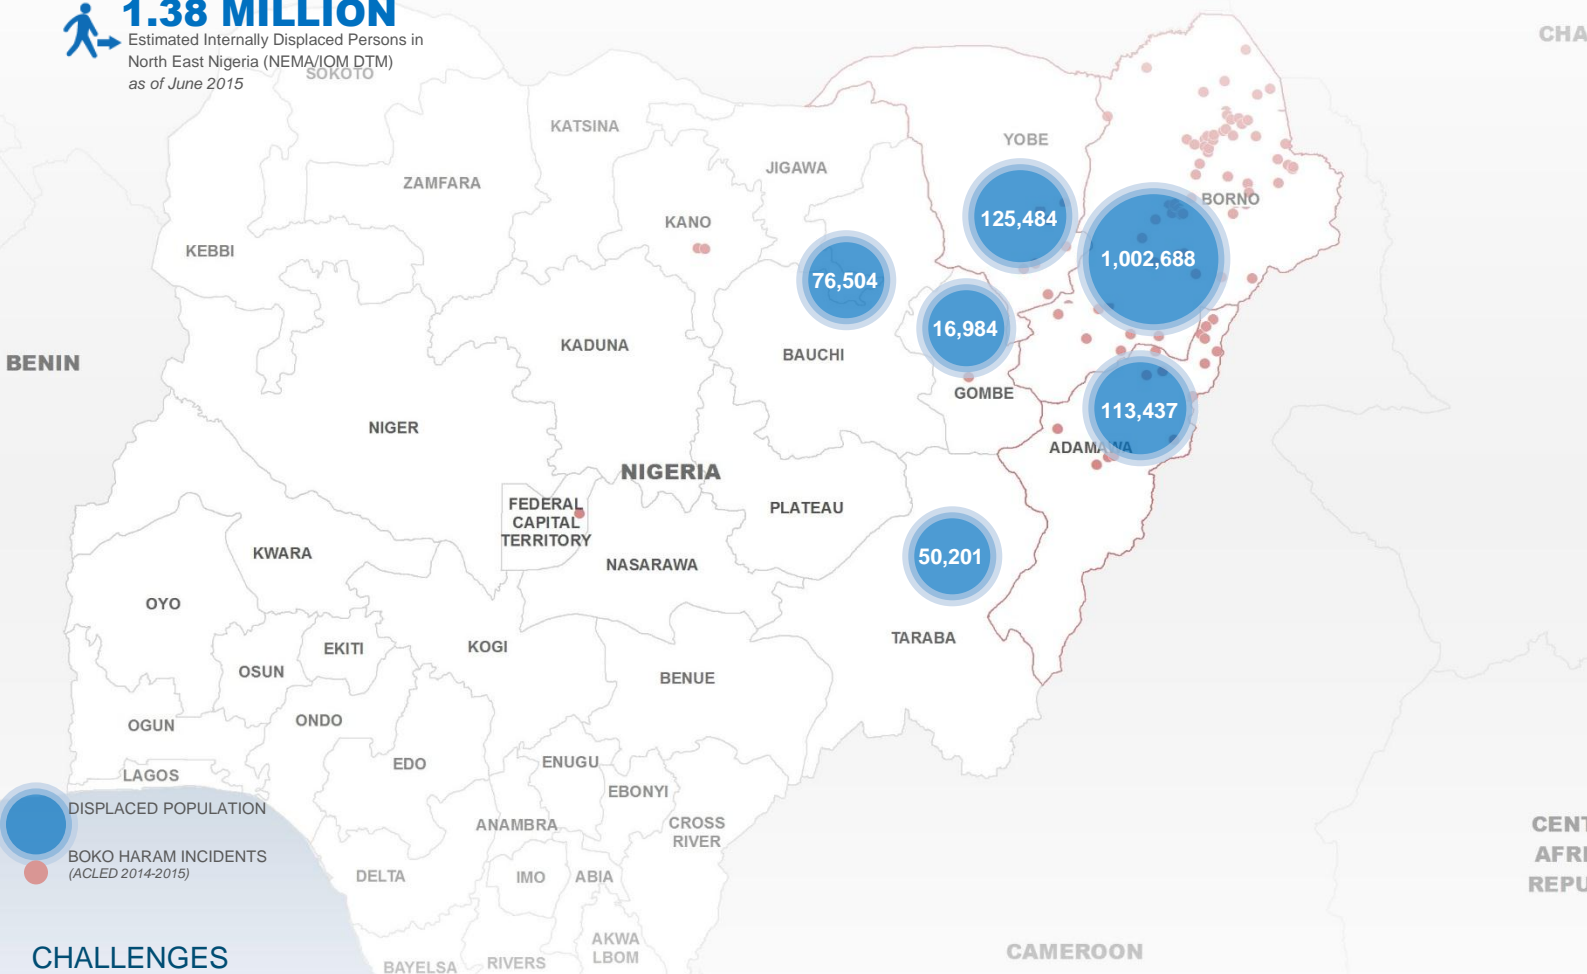 1.38 MILLION
Estimated Internally Displaced Persons in
North East Nigeria (NEMA/IOM DTM)
as of June 2015
SOKOTO
CHA
KATSINA
YOBE
JIGAWA
ZAMFARA
BORNO
KANO
125,484
KEBBI
1,002,688
76,504
16,984
KADUNA
BAUCHI
BENIN
GOMBE
113,437
NIGER
ADAMAWA
NIGERIA
FEDERAL
CAPITAL
TERRITORY
PLATEAU
KWARA
NASARAWA
50,201
OYO
TARABA
EKITI
KOGI
OSUN
BENUE
ONDO
OGUN
EDO
ENUGU
LAGOS
EBONYI
DISPLACED POPULATION
ANAMBRA
CROSS
RIVER
CENT
AFRI
REPU
BOKO HARAM INCIDENTS
(ACLED 2014-2015)
DELTA
IMO
ABIA
AKWA
LBOM
CAMEROON
CHALLENGES
BAYELSA
RIVERS